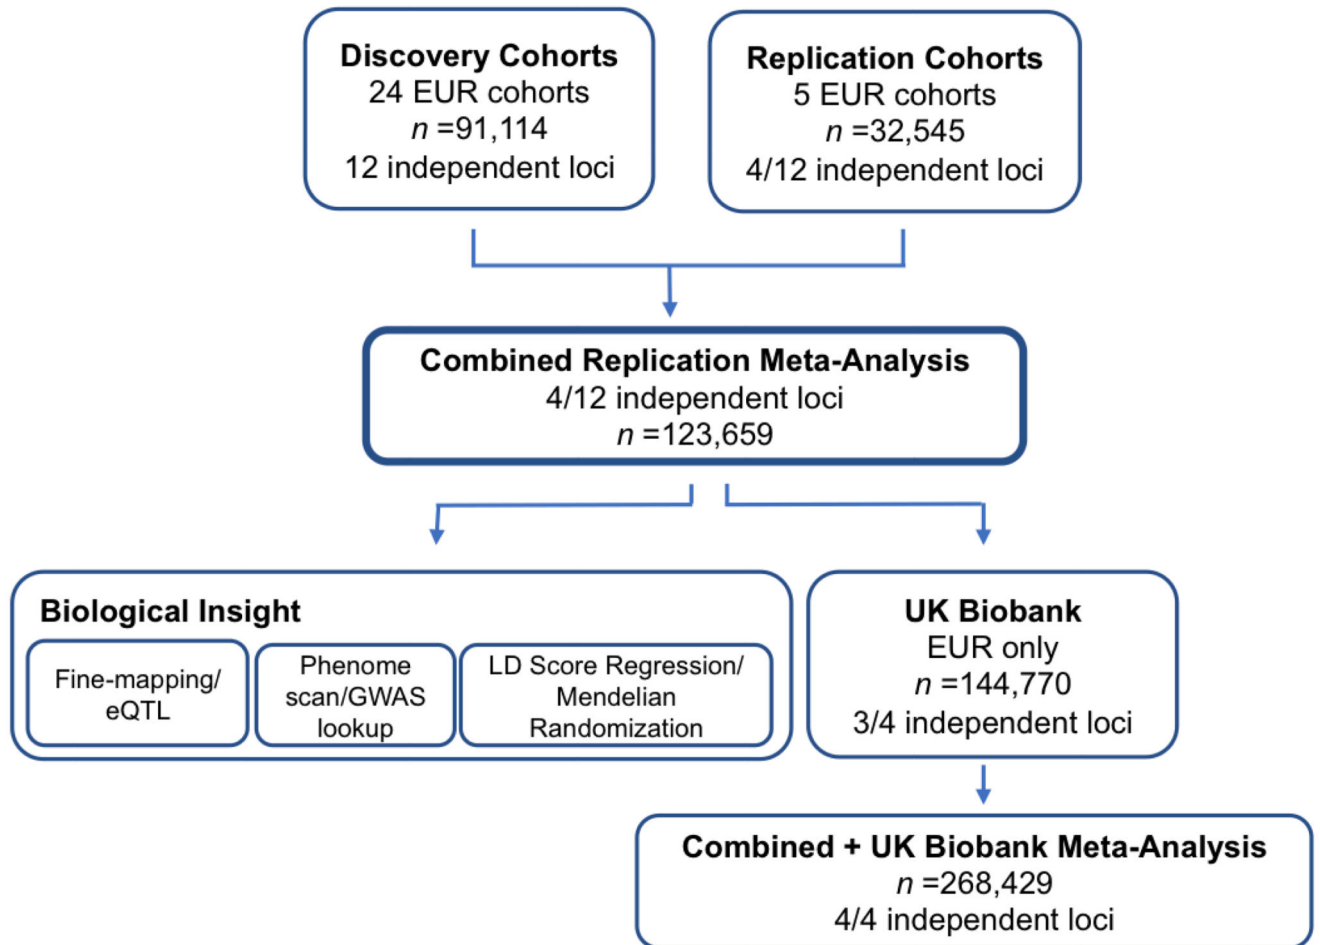 Discovery Cohorts
24 EUR cohorts
n =91,114
12 independent loci
Replication Cohorts
5 EUR cohorts
n =32,545
4/12 independent loci
Combined Replication Meta-Analysis
4/12 independent loci
n =123,659
Biological Insight
Fine-mapping/
eQTL
Phenome
scan/GWAS
lookup
LD Score Regression/
Mendelian
Randomization
UK Biobank
EUR only
n =144,770
3/4 independent loci
Combined + UK Biobank Meta-Analysis
n =268,429
4/4 independent loci